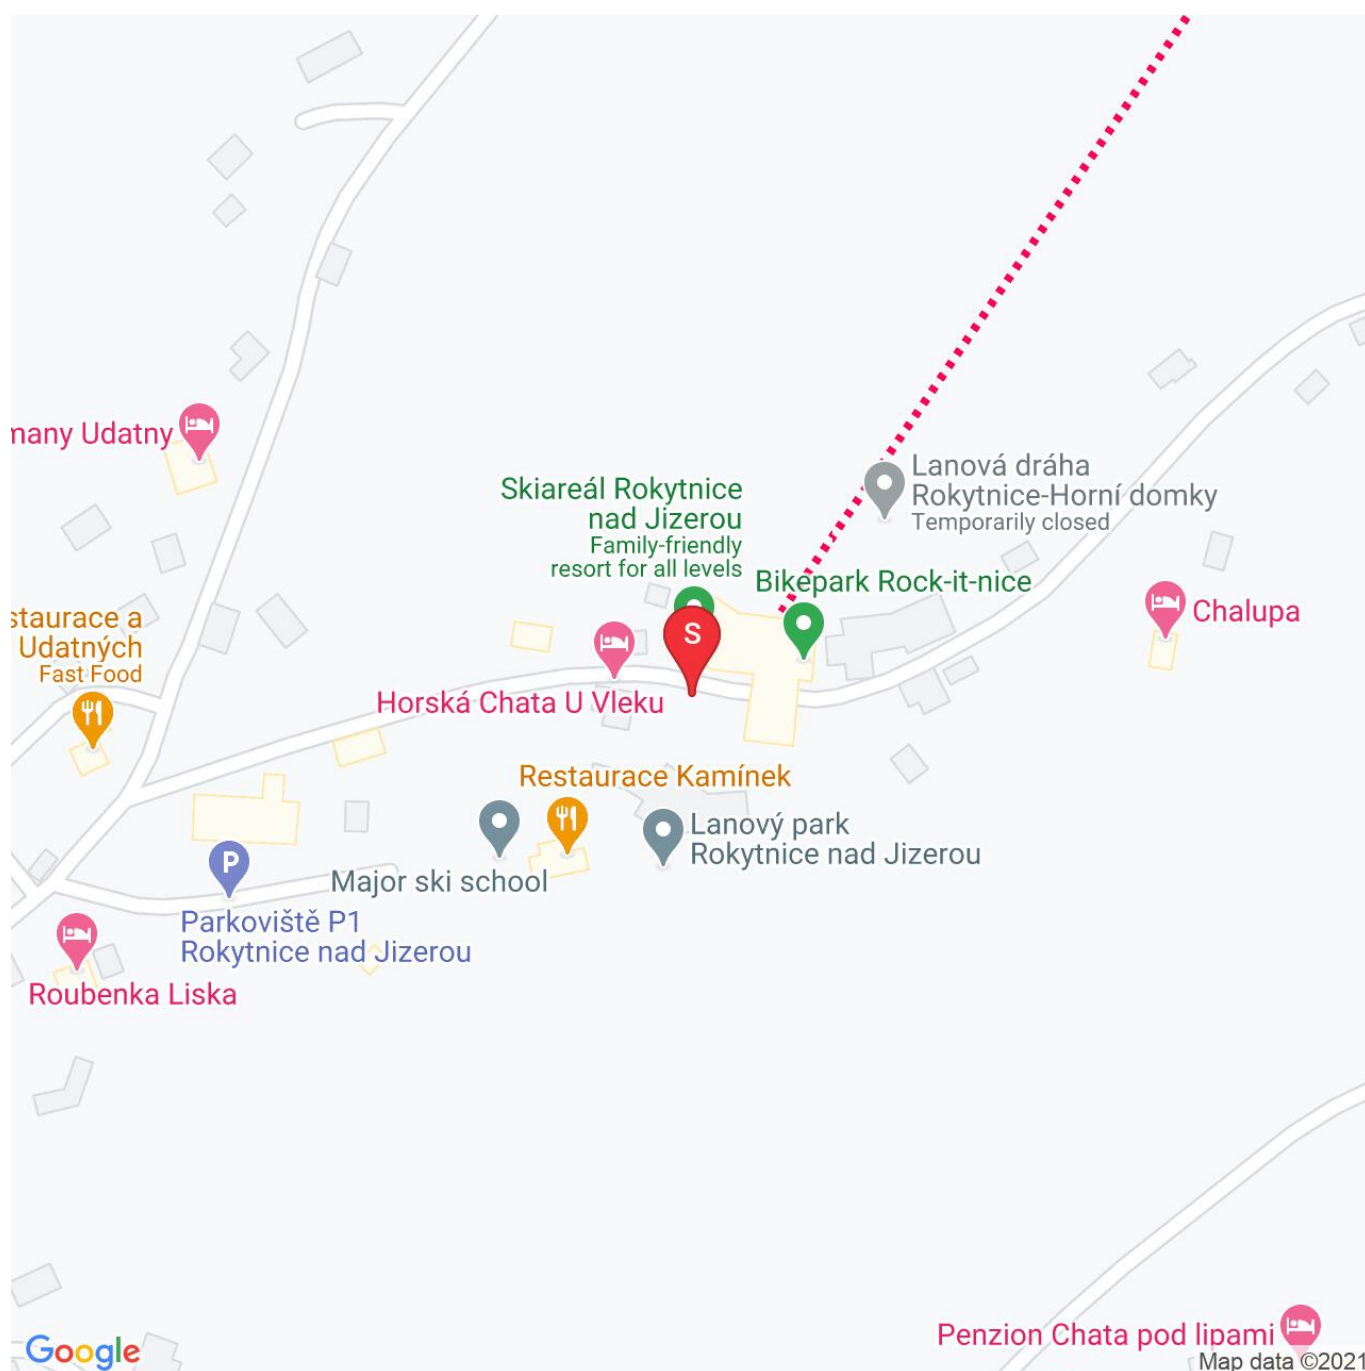 many Udatny
Skiareál Rokytnice
nad Jizerou
Family-friendly
resort for all levels
Lanová dráha
Rokytnice-Horní domky
Temporarily closed
Bikepark Rock-it-nice
Chalupa
staurace a
Udatných
Fast Food
S
Horská Chata U Vleku
Restaurace Kamínek
Lanový park
Rokytnice nad Jizerou
Major ski school
P
Parkoviště P1
Rokytnice nad Jizerou
Roubenka Liska
Penzion Chata pod lipami
Google
Map data ©2021